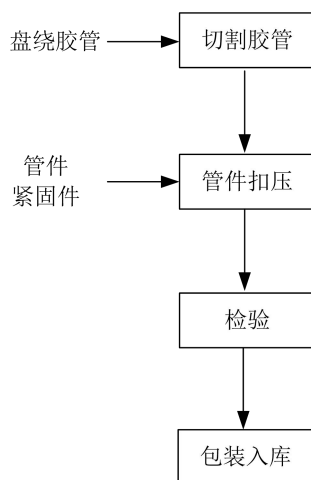 盘绕胶管
切割胶管
管件
紧固件
管件扣压
检验
包装入库